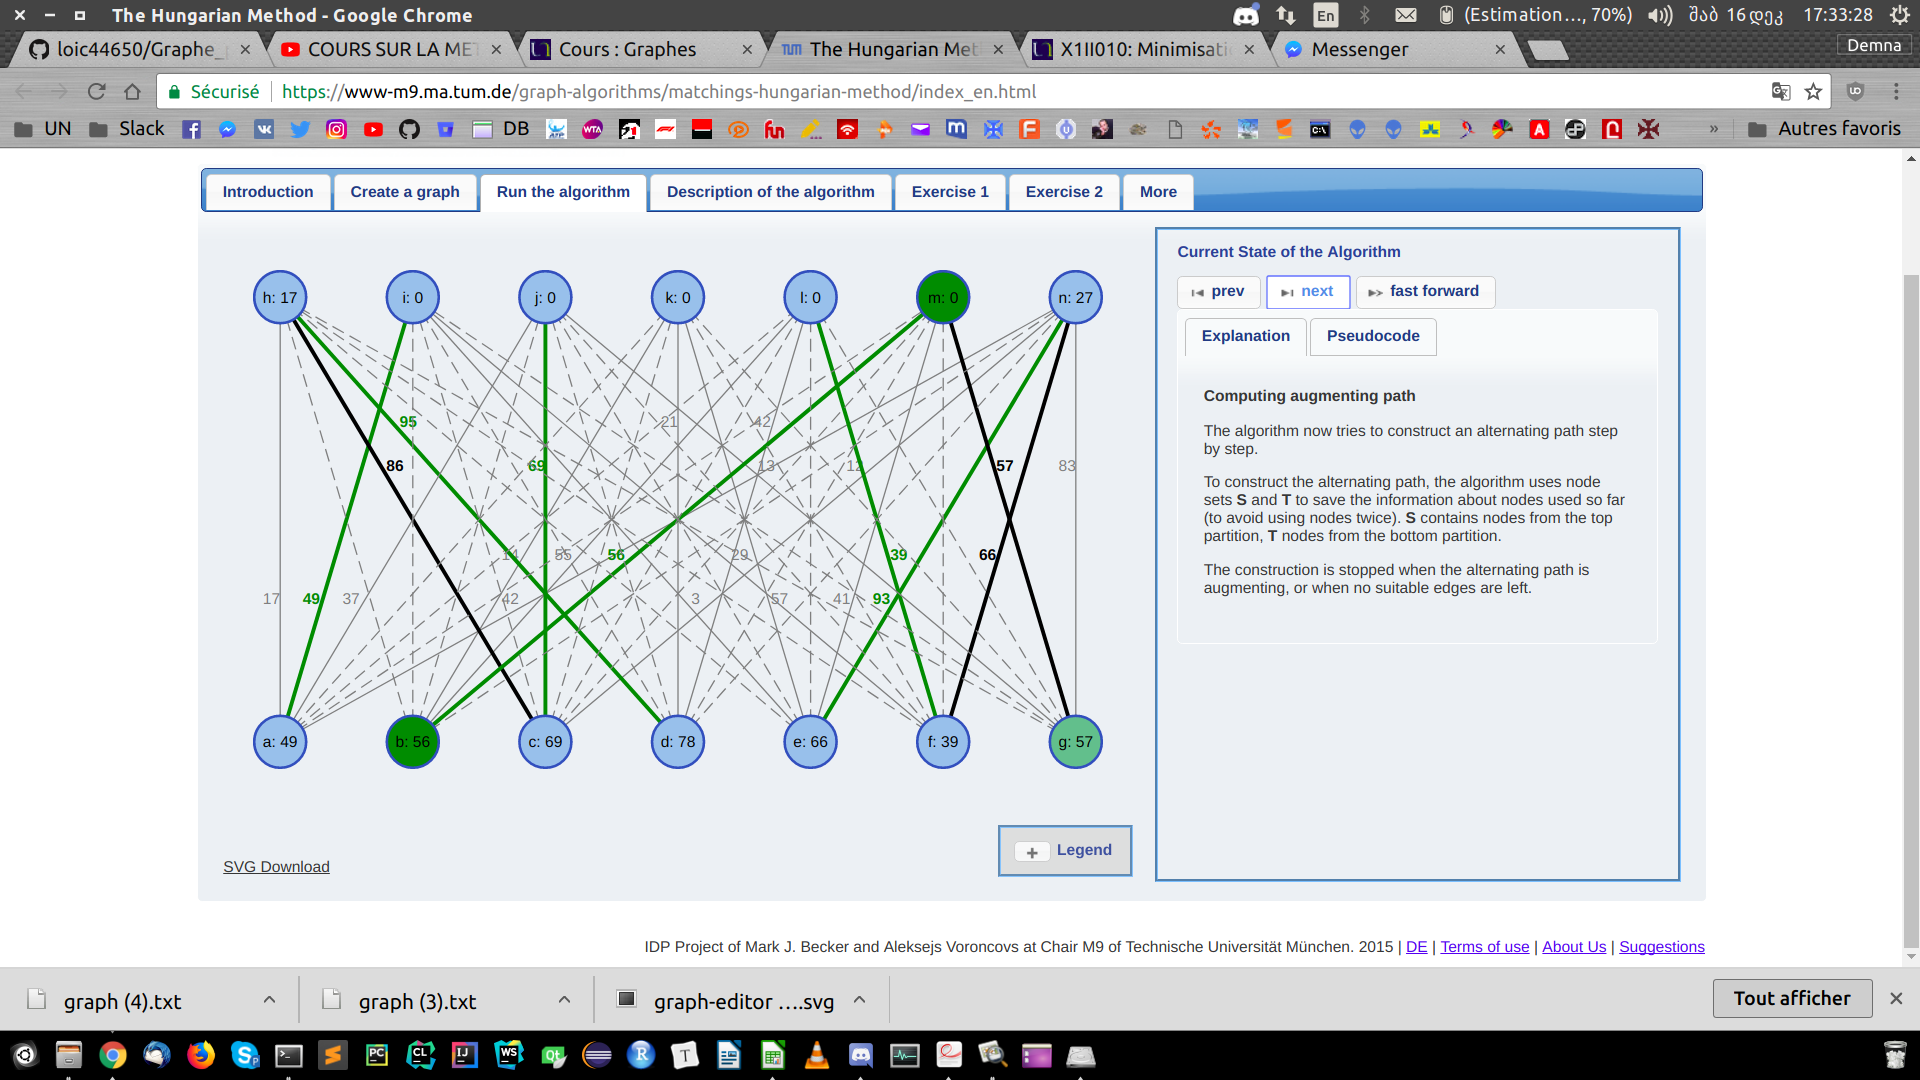 The Hungarian Method - Google Chrome
En
(Estimation..., 70%)
შაბ 16 დეკ
17:33:28
loic44650/Graphe_
COURS SUR LA ME
Cours : Graphes
TUM
The Hungarian Met
X1II010: Minimisati
Messenger
Demna
Sécurisé
https://www-m9.ma.tum.de/graph-algorithms/matchings-hungarian-method/index_en.html
UN
Slack
DB
»
Autres favoris
Introduction
Create a graph
Run the algorithm
Description of the algorithm
Exercise 1
Exercise 2
More
Current State of the Algorithm
prev
next
fast forward
Explanation
Pseudocode
Computing augmenting path
The algorithm now tries to construct an alternating path step
by step.
To construct the alternating path, the algorithm uses node
sets S and T to save the information about nodes used so far
(to avoid using nodes twice). S contains nodes from the top
partition, T nodes from the bottom partition.
The construction is stopped when the alternating path is
augmenting, or when no suitable edges are left.
h: 17
i: 0
j: 0
k: 0
l: 0
m: 0
n: 27
95
21
42
86
69
13
12
57
83
14
55
56
29
39
66
17
49
37
42
3
57
41
93
a: 49
b: 56
c: 69
d: 78
e: 66
f: 39
g: 57
SVG Download
+ Legend
IDP Project of Mark J. Becker and Aleksejs Voroncovs at Chair M9 of Technische Universität München. 2015 | DE | Terms of use | About Us | Suggestions
graph (4).txt
graph (3).txt
graph-editor ....svg
Tout afficher